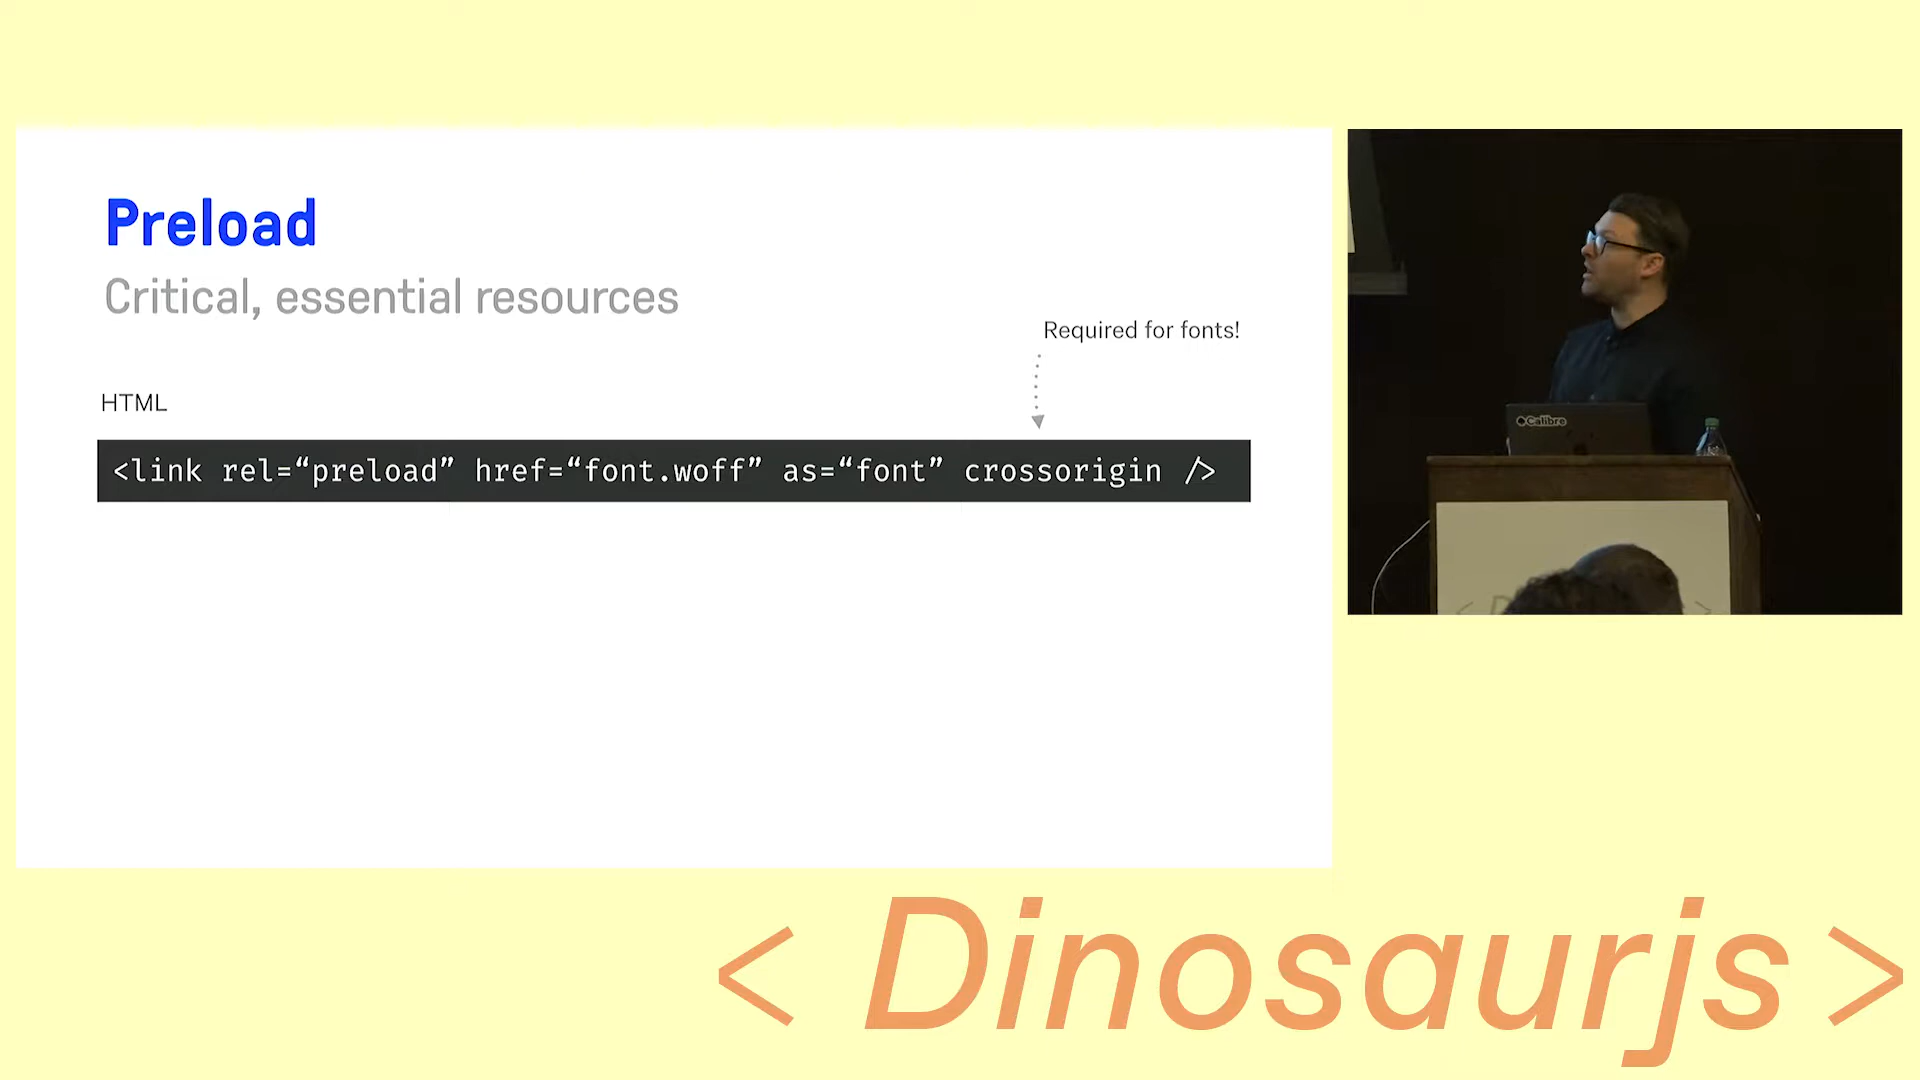 Preload
Critical, essential resources
Required for fonts!
HTML
<link rel=“preload” href=“font.woff” as=“font” crossorigin />
Calibre
< Dinosaurjs >